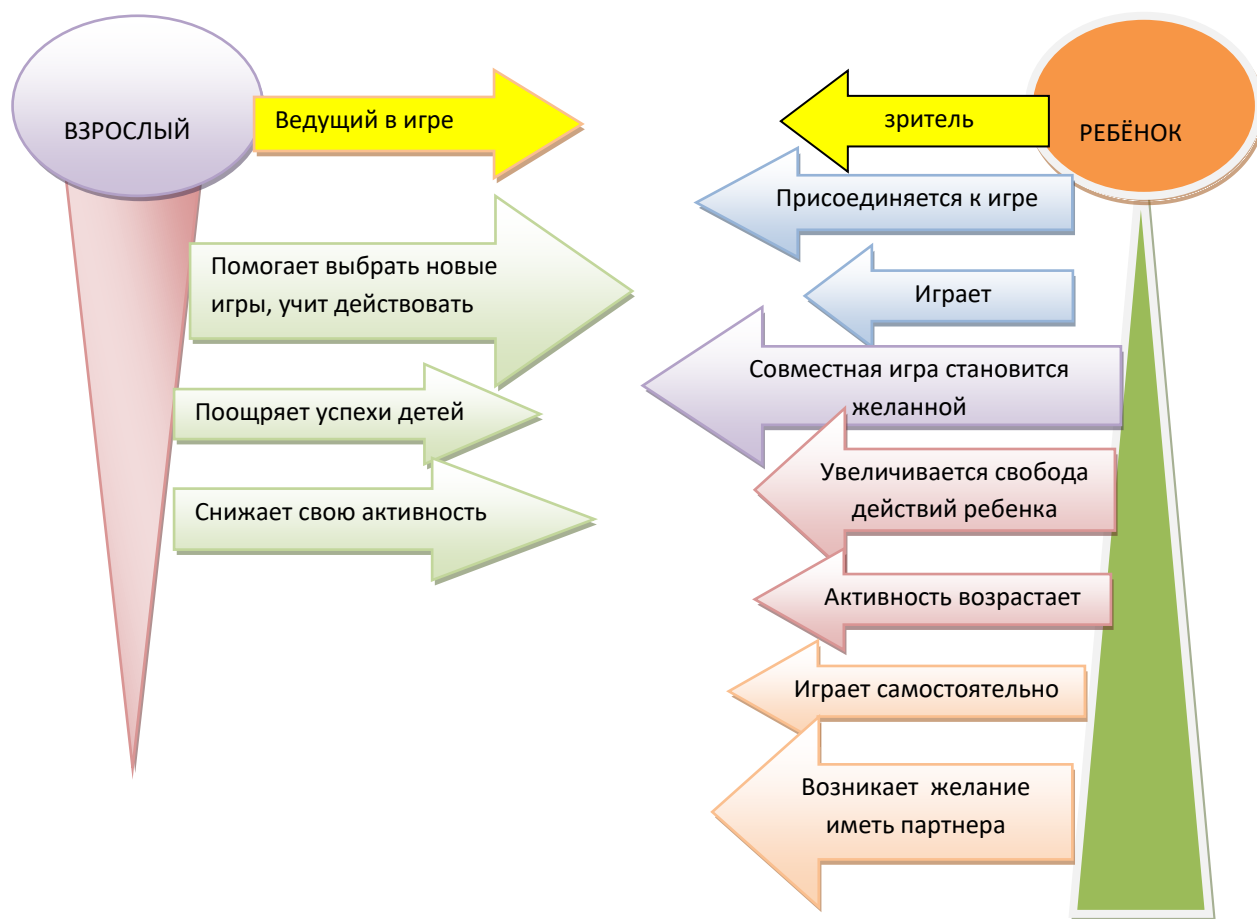 ВЗРОСЛЫЙ
Ведущий в игре
Помогает выбрать новые
игры, учит действовать
Поощряет успехи детей
Снижает свою активность
зритель
РЕБЁНОК
Присоединяется к игре
Играет
Совместная игра становится
желанной
Увеличивается свобода
действий ребенка
Активность возрастает
Играет самостоятельно
Возникает  желание
иметь партнера